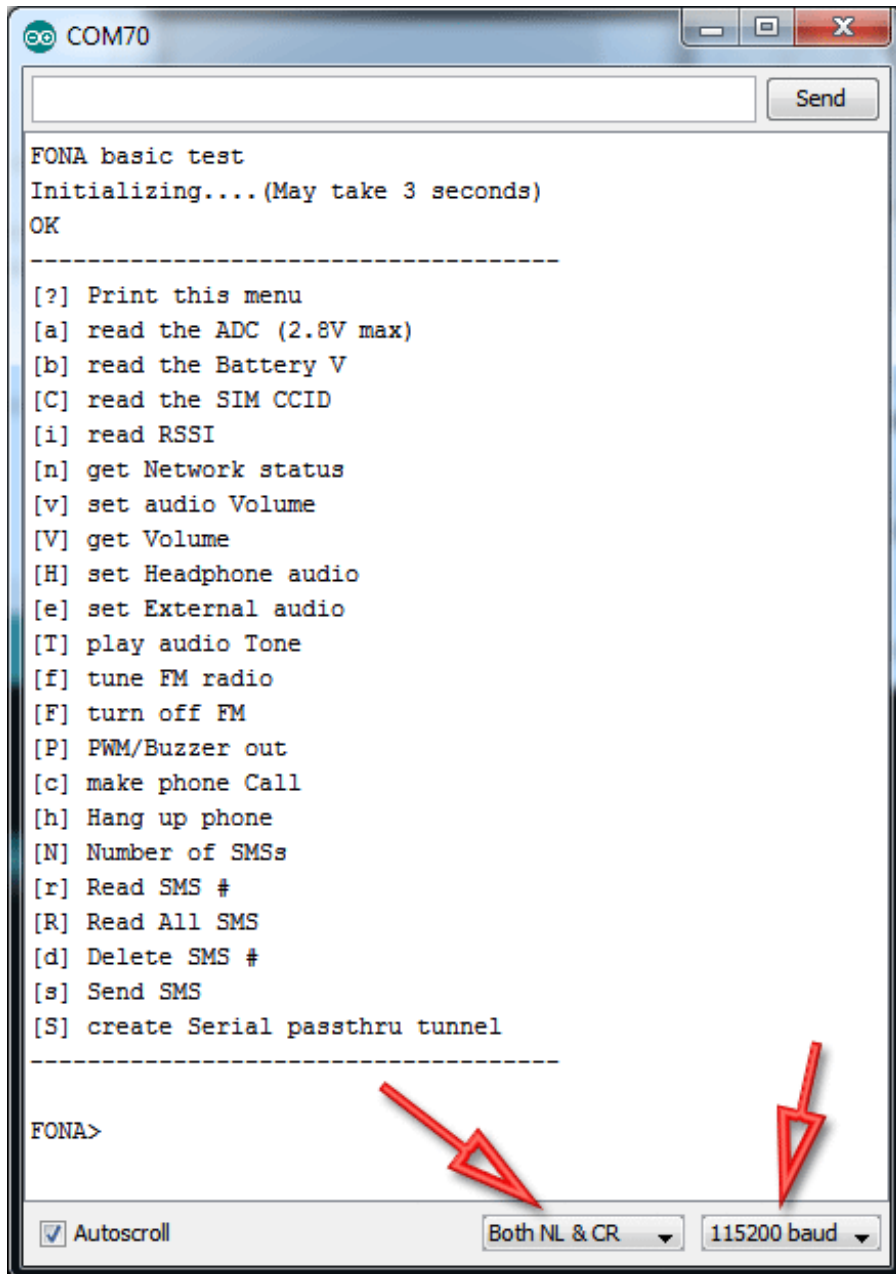 COM70
Send
FONA basic test
Initializing....(May take 3 seconds)
OK
-------------------------------------
[?] Print this menu
[a] read the ADC (2.8V max)
[b] read the Battery V
[C] read the SIM CCID
[i] read RSSI
[n] get Network status
[v] set audio Volume
[V] get Volume
[H] set Headphone audio
[e] set External audio
[T] play audio Tone
[f] tune FM radio
[F] turn off FM
[P] PWM/Buzzer out
[c] make phone Call
[h] Hang up phone
[N] Number of SMSs
[r] Read SMS #
[R] Read All SMS
[d] Delete SMS #
[s] Send SMS
[S] create Serial passthru tunnel
-------------------------------------
FONA>
Autoscroll Both NL & CR 115200 baud